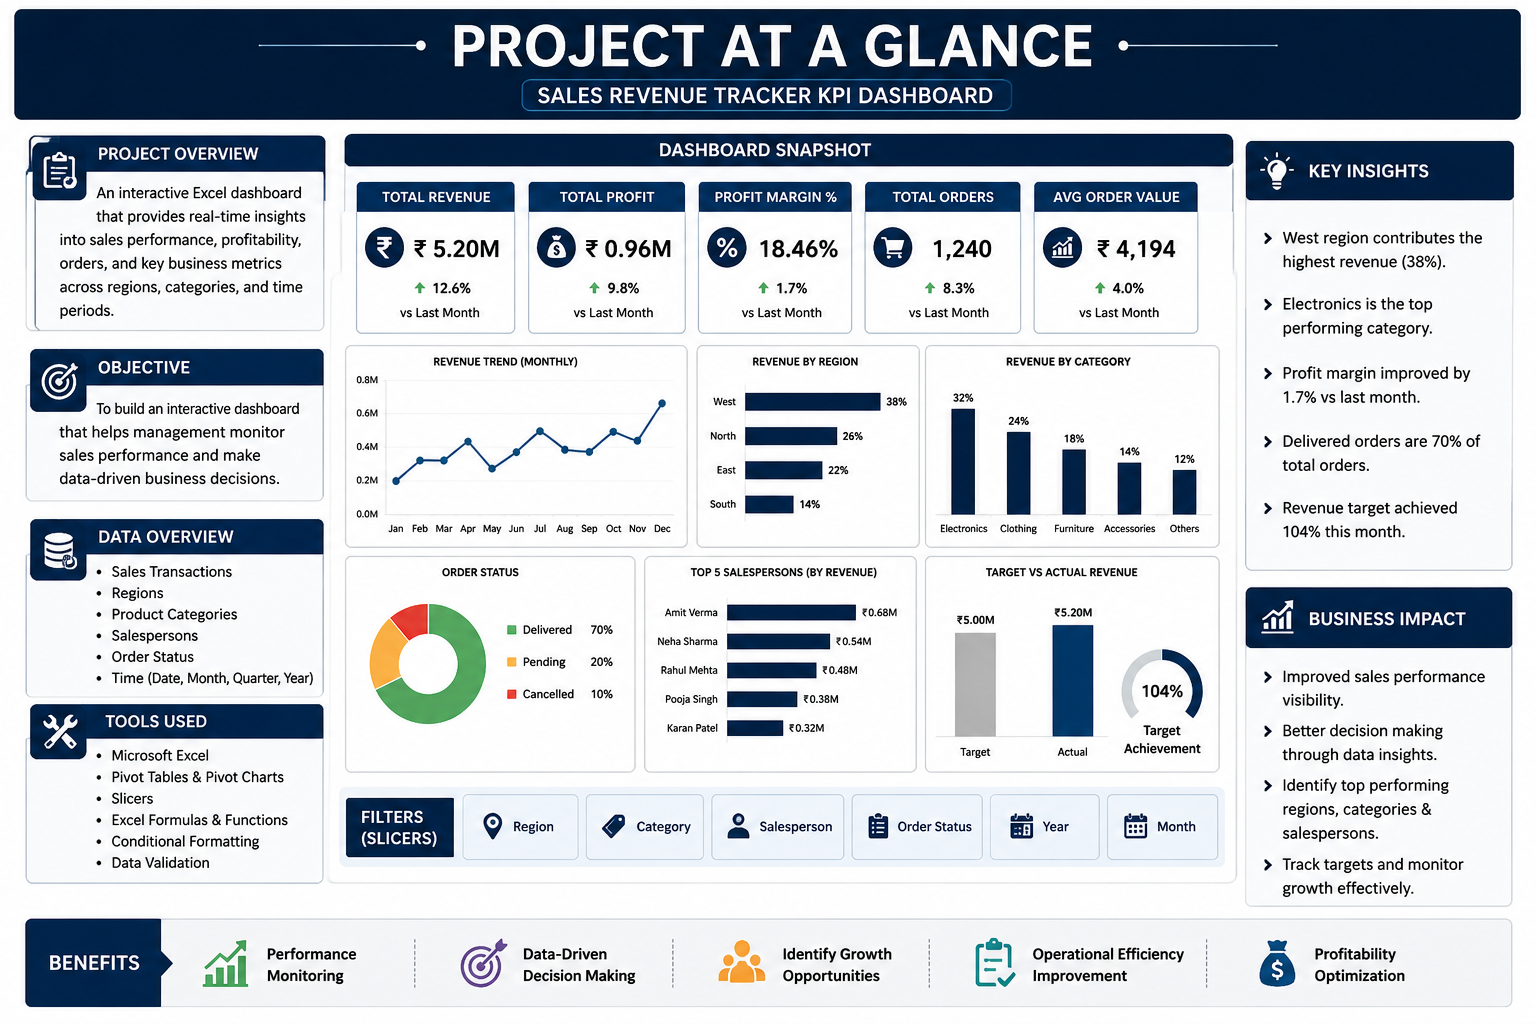 PROJECT AT A GLANCE
SALES REVENUE TRACKER KPI DASHBOARD
PROJECT OVERVIEW
An interactive Excel dashboard
that provides real-time insights
into sales performance, profitability,
orders, and key business metrics
across regions, categories, and time
periods.
OBJECTIVE
To build an interactive dashboard
that helps management monitor
sales performance and make
data-driven business decisions.
DATA OVERVIEW
• Sales Transactions
• Regions
• Product Categories
• Salespersons
• Order Status
• Time (Date, Month, Quarter, Year)
TOOLS USED
• Microsoft Excel
• Pivot Tables & Pivot Charts
• Slicers
• Excel Formulas & Functions
• Conditional Formatting
• Data Validation
DASHBOARD SNAPSHOT
TOTAL REVENUE
₹ ₹ 5.20M
12.6%
vs Last Month
TOTAL PROFIT
$ ₹ 0.96M
9.8%
vs Last Month
PROFIT MARGIN %
% 18.46%
1.7%
vs Last Month
TOTAL ORDERS
1,240
8.3%
vs Last Month
AVG ORDER VALUE
₹ 4,194
4.0%
vs Last Month
REVENUE TREND (MONTHLY)
0.8M
0.6M
0.4M
0.2M
0.0M
Jan Feb Mar Apr May Jun Jul Aug Sep Oct Nov Dec
REVENUE BY REGION
West 38%
North 26%
East 22%
South 14%
REVENUE BY CATEGORY
32% 24% 18% 14% 12%
Electronics Clothing Furniture Accessories Others
ORDER STATUS
Delivered 70%
Pending 20%
Cancelled 10%
TOP 5 SALESPERSONS (BY REVENUE)
Amit Verma ₹0.68M
Neha Sharma ₹0.54M
Rahul Mehta ₹0.48M
Pooja Singh ₹0.38M
Karan Patel ₹0.32M
TARGET VS ACTUAL REVENUE
₹5.00M ₹5.20M
Target Actual
104%
Target
Achievement
FILTERS
(SLICERS)
Region Category Salesperson Order Status Year Month
KEY INSIGHTS
West region contributes the
highest revenue (38%).
Electronics is the top
performing category.
Profit margin improved by
1.7% vs last month.
Delivered orders are 70% of
total orders.
Revenue target achieved
104% this month.
BUSINESS IMPACT
Improved sales performance
visibility.
Better decision making
through data insights.
Identify top performing
regions, categories &
salespersons.
Track targets and monitor
growth effectively.
BENEFITS
Performance
Monitoring
Data-Driven
Decision Making
Identify Growth
Opportunities
Operational Efficiency
Improvement
$
Profitability
Optimization